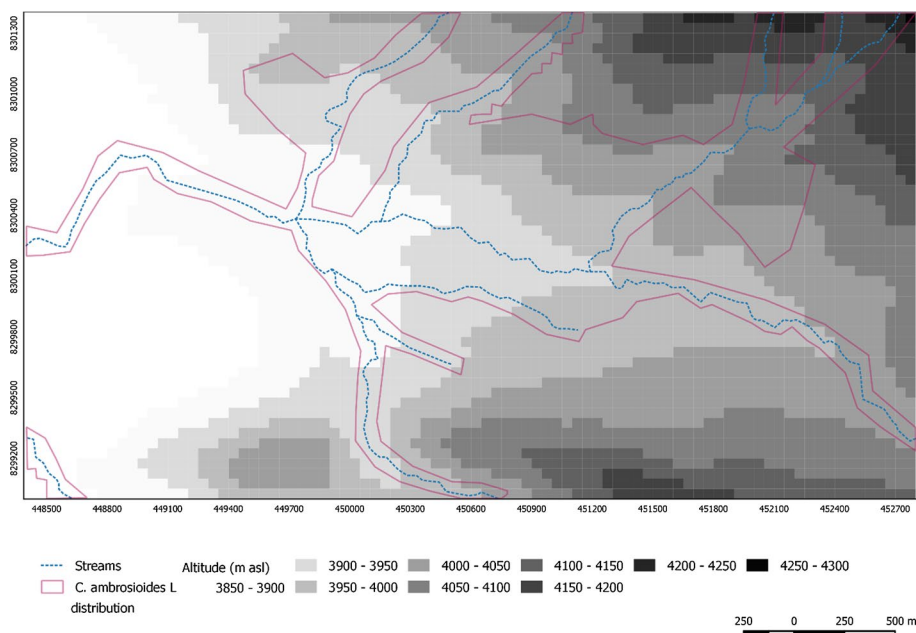 8301300
8301000
8300700
8300400
8300100
8299800
8299500
8299200
448500 448800 449100 449400 449700 450000 450300 450600 450900 451200 451500 451800 452100 452400 452700
Streams
C. ambrosioides L
distribution
Altitude (m asl)
3850 - 3900
3900 - 3950
3950 - 4000
4000 - 4050
4050 - 4100
4100 - 4150
4150 - 4200
4200 - 4250
4250 - 4300
250 0 250 500 m